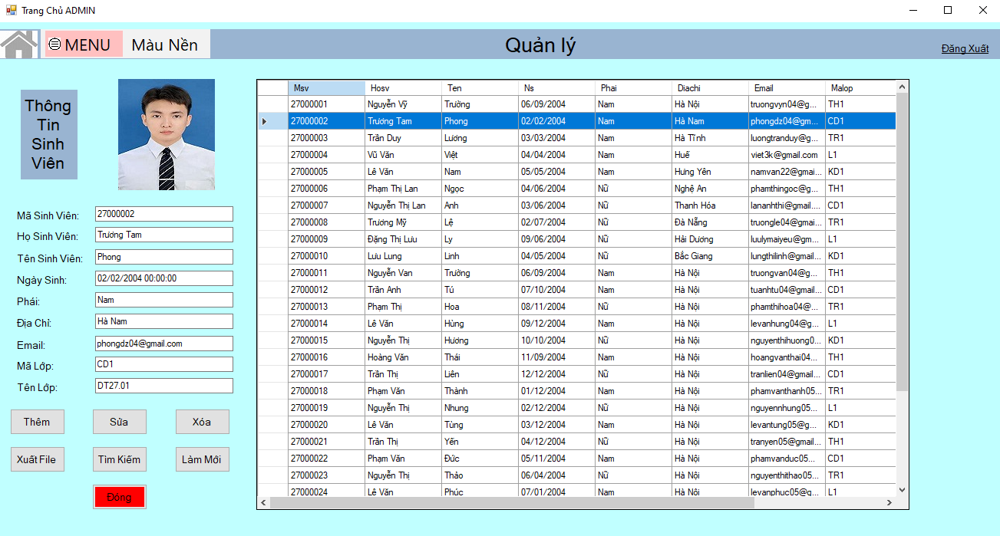 Trang Chủ ADMIN
MENU Màu Nền Quản lý Đăng Xuất
Thông
Tin
Sinh
Viên
Mã Sinh Viên: 27000002
Họ Sinh Viên: Trương Tam
Tên Sinh Viên: Phong
Ngày Sinh: 02/02/2004 00:00:00
Phái: Nam
Địa Chỉ: Hà Nam
Email: phongdz04@gmail.com
Mã Lớp: CD1
Tên Lớp: DT27.01
Thêm Sửa Xóa
Xuất File Tìm Kiếm Làm Mới
Đóng
Msv Hosv Ten Ns Phai Diachi Email Malop
27000001 Nguyễn Vỹ Trường 06/09/2004 Nam Hà Nội truongvyn04@g... TH1
27000002 Trương Tam Phong 02/02/2004 Nam Hà Nam phongdz04@gm... CD1
27000003 Trần Duy Lương 03/03/2004 Nam Hà Tĩnh luongtranduy@g... TR1
27000004 Vũ Văn Việt 04/04/2004 Nam Huế viet3k@gmail.com L1
27000005 Lê Văn Nam 05/05/2004 Nam Hưng Yên namvan22@gmai... KD1
27000006 Phạm Thị Lan Ngọc 04/06/2004 Nữ Nghệ An phamthingoc@g... TH1
27000007 Nguyễn Thị Lan Anh 03/06/2004 Nữ Thanh Hóa lananhthi@gmail.... CD1
27000008 Trương Mỹ Lệ 02/07/2004 Nữ Đà Nẵng truongle04@gmai... TR1
27000009 Đặng Thị Lưu Ly 09/06/2004 Nữ Hải Dương luulymaiyeu@gm... L1
27000010 Lưu Lung Linh 04/05/2004 Nữ Bắc Giang lungthilinh@gmail... KD1
27000011 Nguyễn Van Trường 06/09/2004 Nam Hà Nội truongvan04@g... TH1
27000012 Trần Anh Tú 07/10/2004 Nam Hà Nội tuanhtu04@gmail... CD1
27000013 Phạm Thị Hoa 08/11/2004 Nữ Hà Nội phamthihoa04@... TR1
27000014 Lê Văn Hùng 09/12/2004 Nam Hà Nội levanhung04@g... L1
27000015 Nguyễn Thị Hương 10/10/2004 Nữ Hà Nội nguyenthihuong0... KD1
27000016 Hoàng Văn Thái 11/09/2004 Nam Hà Nội hoangvanthai04... TH1
27000017 Trần Thị Liên 12/12/2004 Nữ Hà Nội tranlien04@gmail... CD1
27000018 Phạm Văn Thành 01/12/2004 Nam Hà Nội phamvanthanh05... TR1
27000019 Nguyễn Thị Nhung 02/12/2004 Nữ Hà Nội nguyennhung05... L1
27000020 Lê Văn Tùng 03/12/2004 Nam Hà Nội levantung05@g... KD1
27000021 Trần Thị Yến 04/12/2004 Nữ Hà Nội tranyen05@gmail... TH1
27000022 Phạm Văn Đức 05/11/2004 Nam Hà Nội phamvanduc05... CD1
27000023 Nguyễn Thị Thảo 06/04/2004 Nữ Hà Nội nguyenthithao05... TR1
27000024 Lê Văn Phúc 07/01/2004 Nam Hà Nội levanphuc05@g... L1